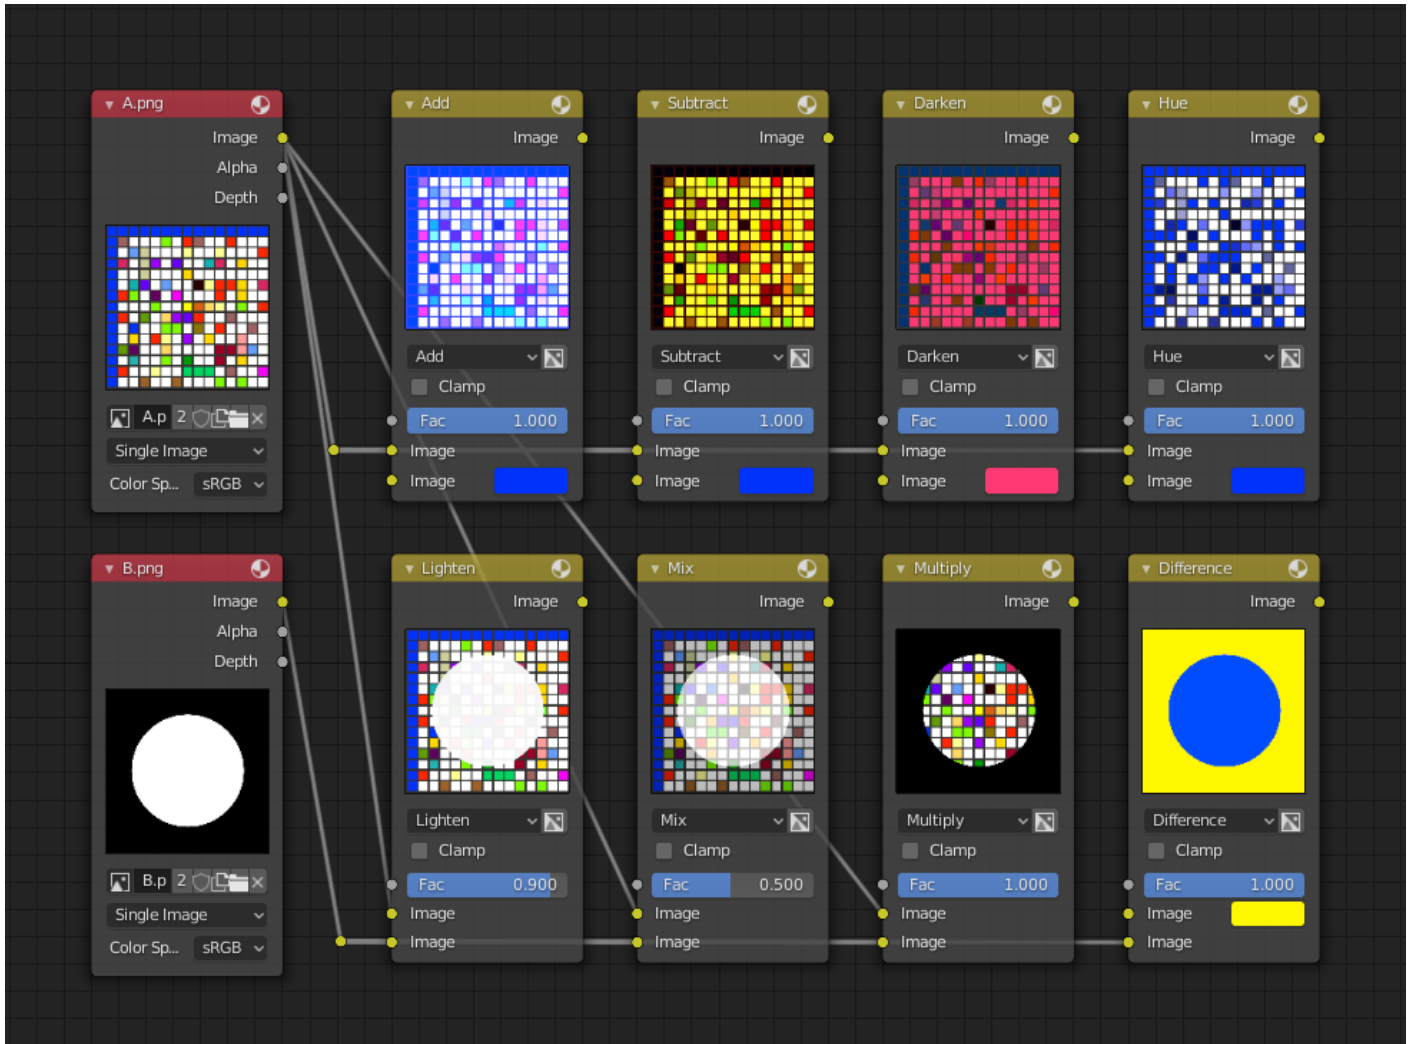 A.png
Image
Alpha
Depth
A.p 2
Single Image
Color Sp... sRGB
Add
Image
Add
Clamp
Fac 1.000
Image
Image
Subtract
Image
Subtract
Clamp
Fac 1.000
Image
Image
Darken
Image
Darken
Clamp
Fac 1.000
Image
Image
Hue
Image
Hue
Clamp
Fac 1.000
Image
Image
B.png
Image
Alpha
Depth
B.p 2
Single Image
Color Sp... sRGB
Lighten
Image
Lighten
Clamp
Fac 0.900
Image
Image
Mix
Image
Mix
Clamp
Fac 0.500
Image
Image
Multiply
Image
Multiply
Clamp
Fac 1.000
Image
Image
Difference
Image
Difference
Clamp
Fac 1.000
Image
Image